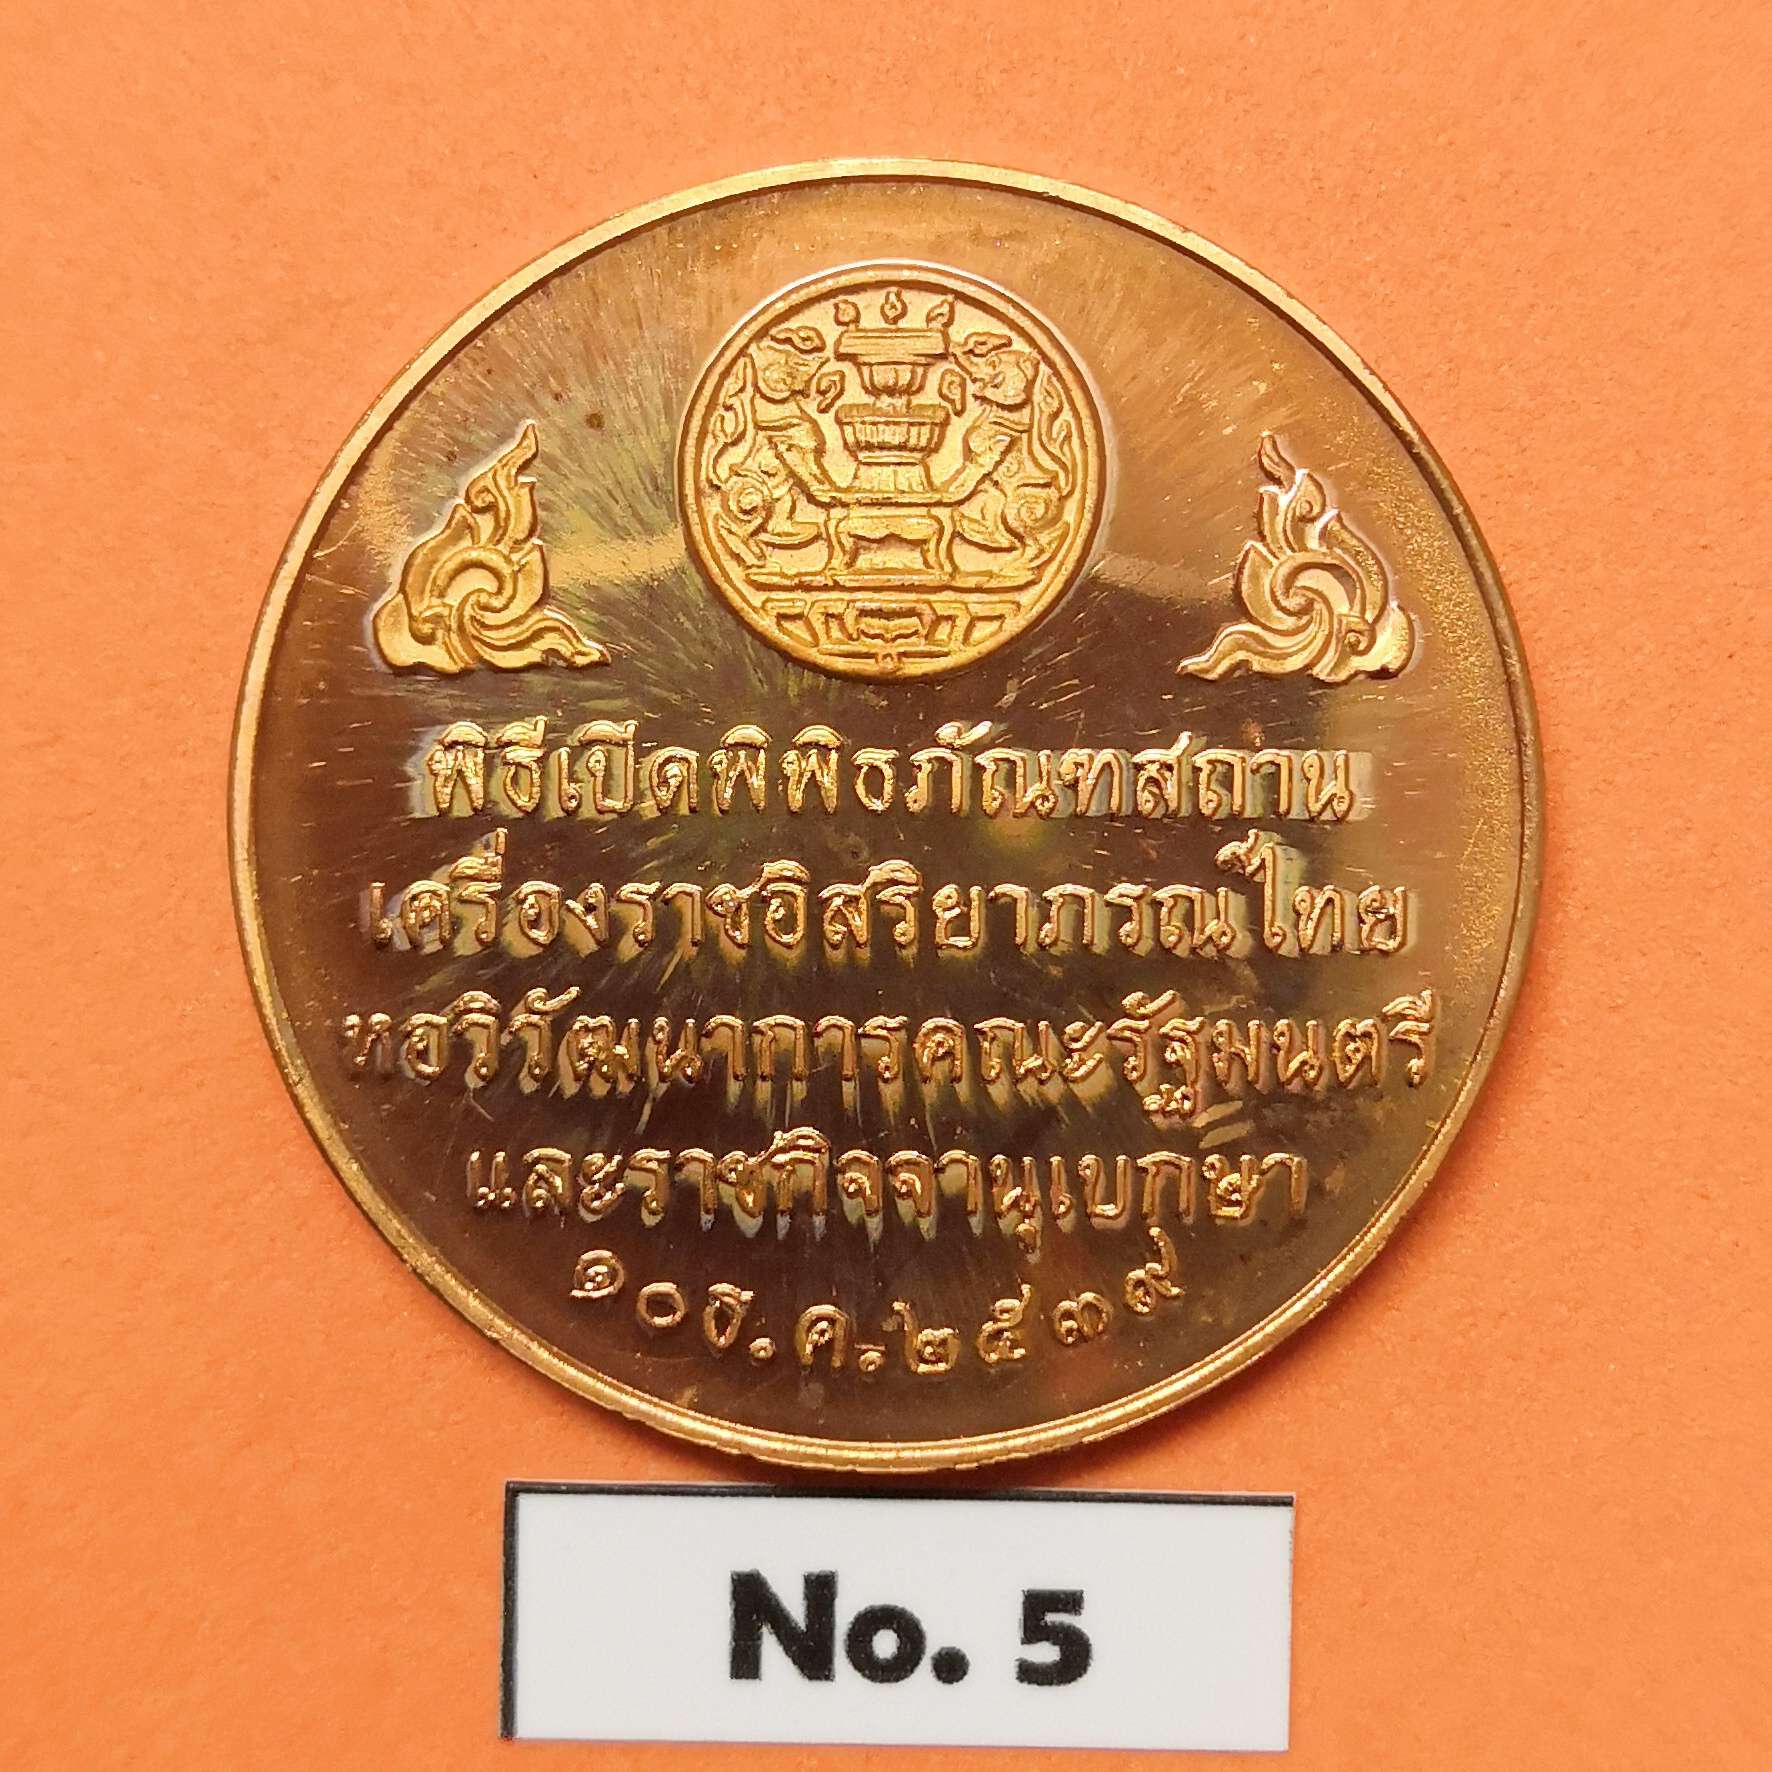 พิธีเปิดพิพิธภัณฑสถาน
เครื่องราชอิสริยาภรณ์ไทย
หอวิวัฒนาการคณะรัฐมนตรี
และราชกิจจานุเบกษา
๑๐ ธ.ค. ๒๕๓๙
No. 5